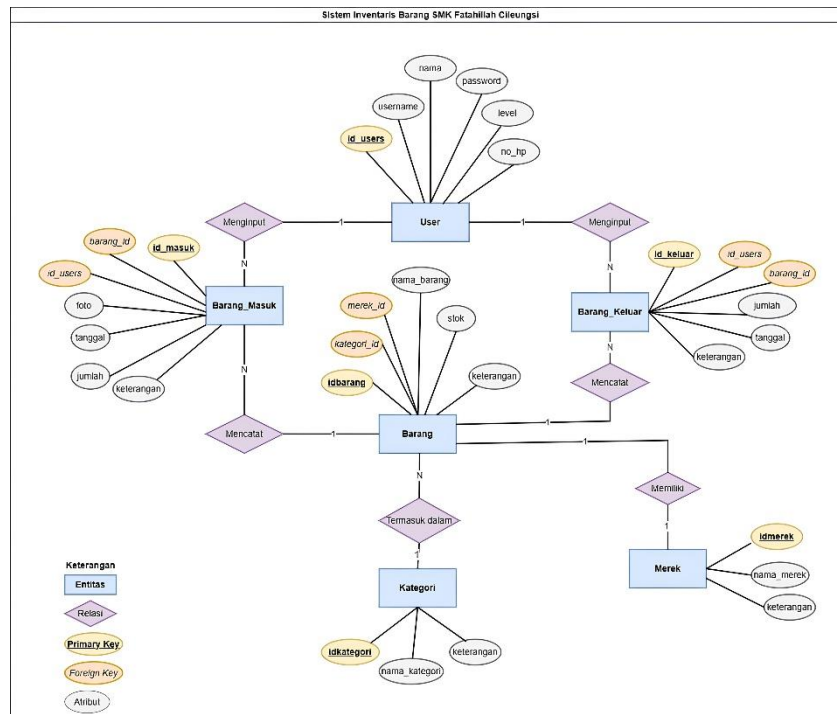 Sistem Inventaris Barang SMK Fatahillah Cileungsi
nama
password
username
level
id_users
no_hp
Menginput
1
User
1
Menginput
barang_id
id_masuk
N
N
id_keluar
id_users
id_users
barang_id
foto
Barang_Masuk
nama_barang
merek_id
Barang_Keluar
jumlah
tanggal
stok
tanggal
kategori_id
jumlah
keterangan
N
idbarang
keterangan
N
keterangan
Mencatat
Mencatat
1
Barang
1
1
N
Memiliki
Termasuk dalam
1
1
idmerek
Keterangan
Entitas
Kategori
Merek
nama_merek
Relasi
keterangan
Primary Key
idkategori
keterangan
nama_kategori
Foreign Key
Atribut